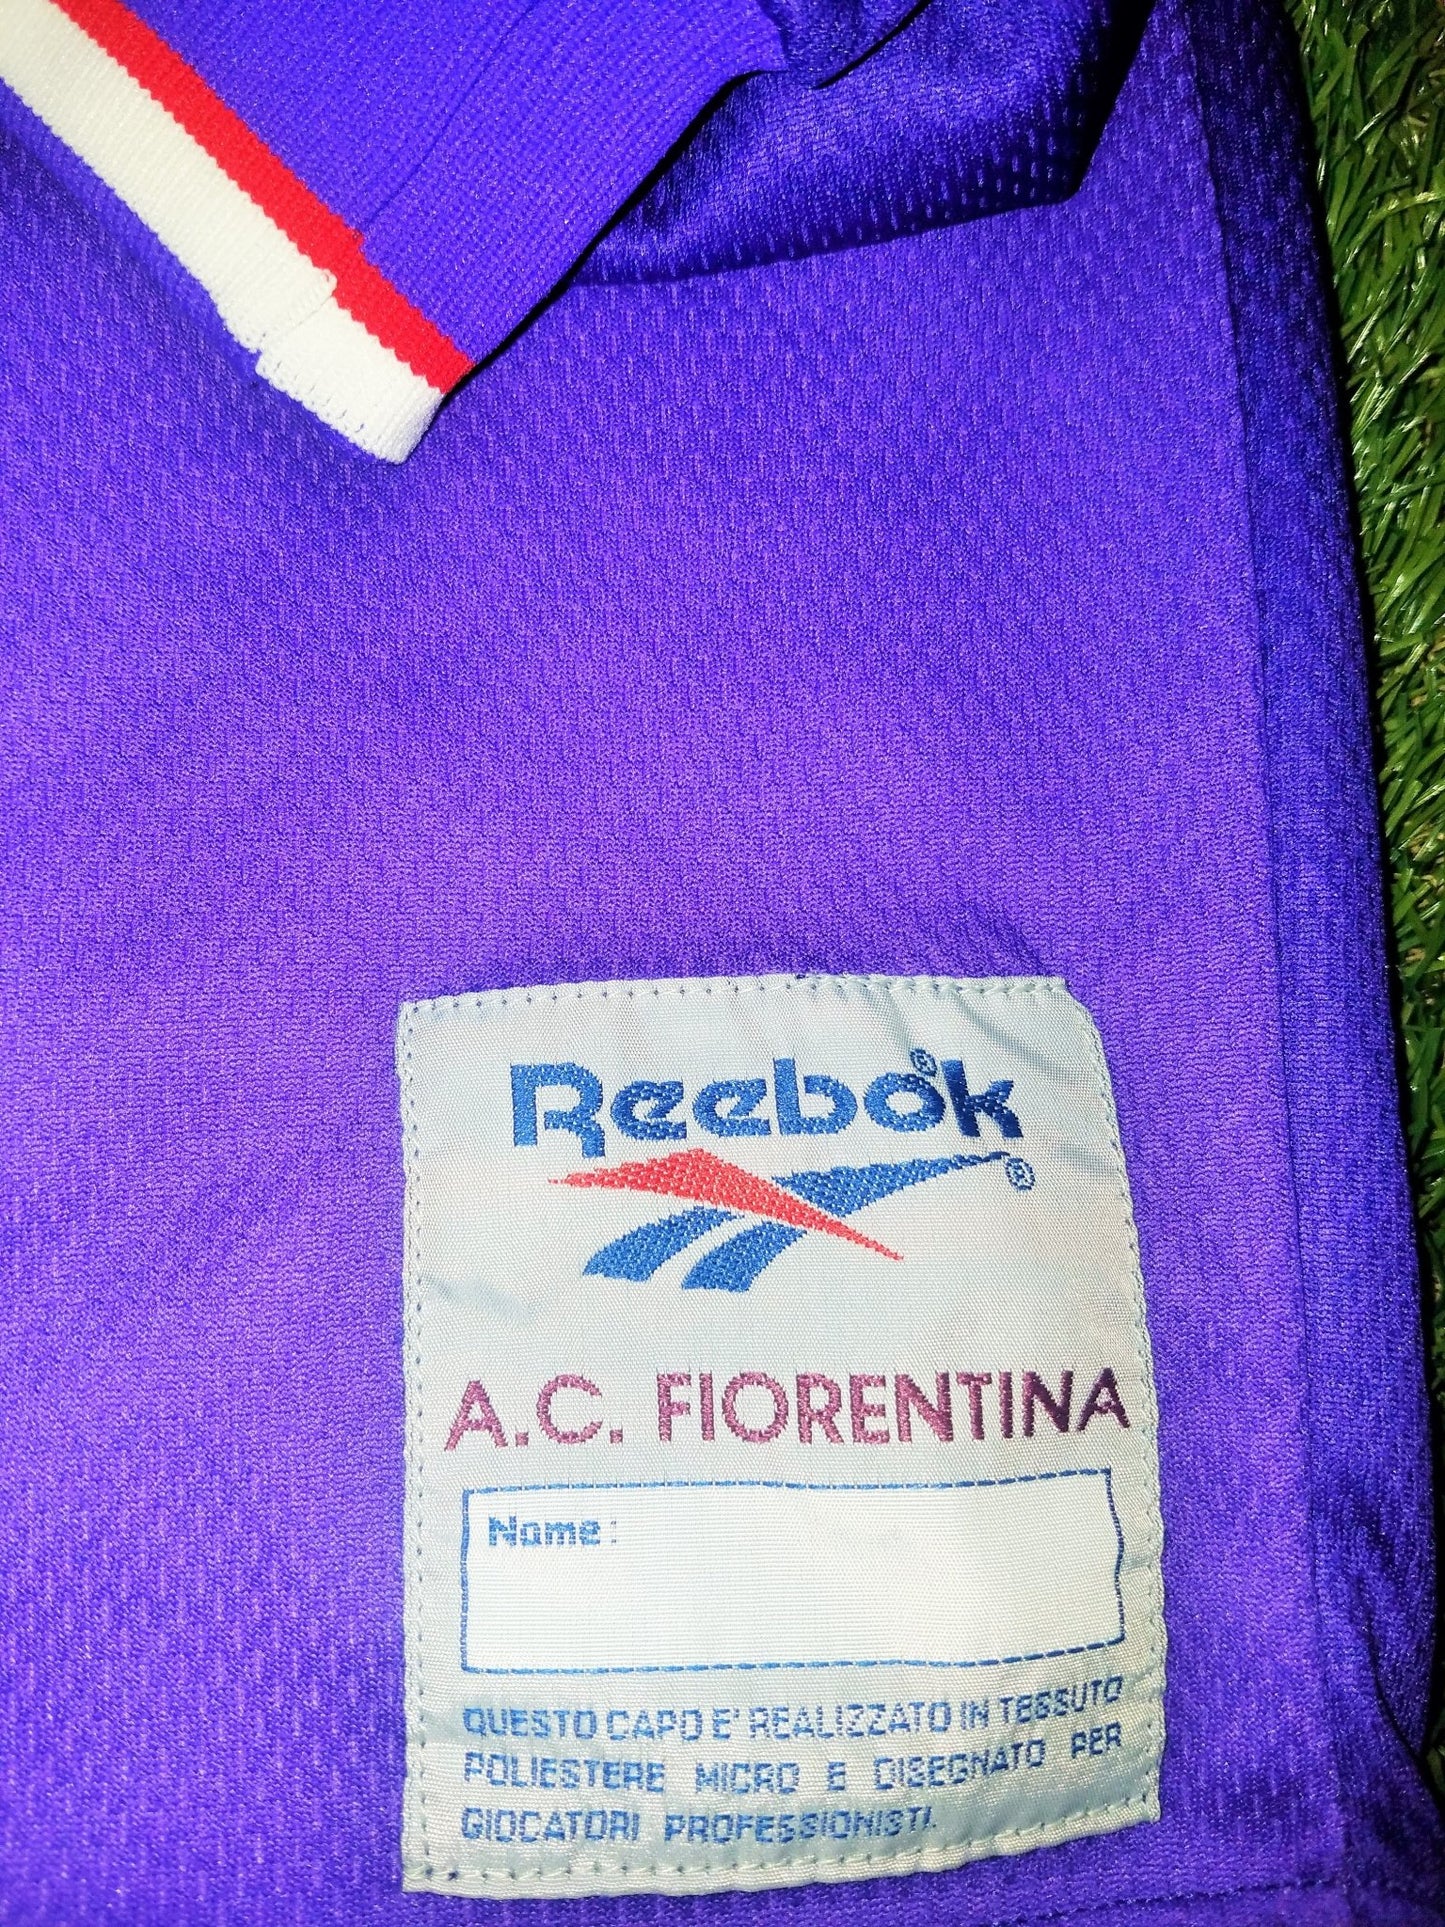 Reebok®
®
A.C. FIORENTINA
Name:
QUESTO CAPO E' REALIZZATO IN TESSUTO
POLIESTERE MICRO E DISEGNATO PER
GIOCATORI PROFESSIONISTI.